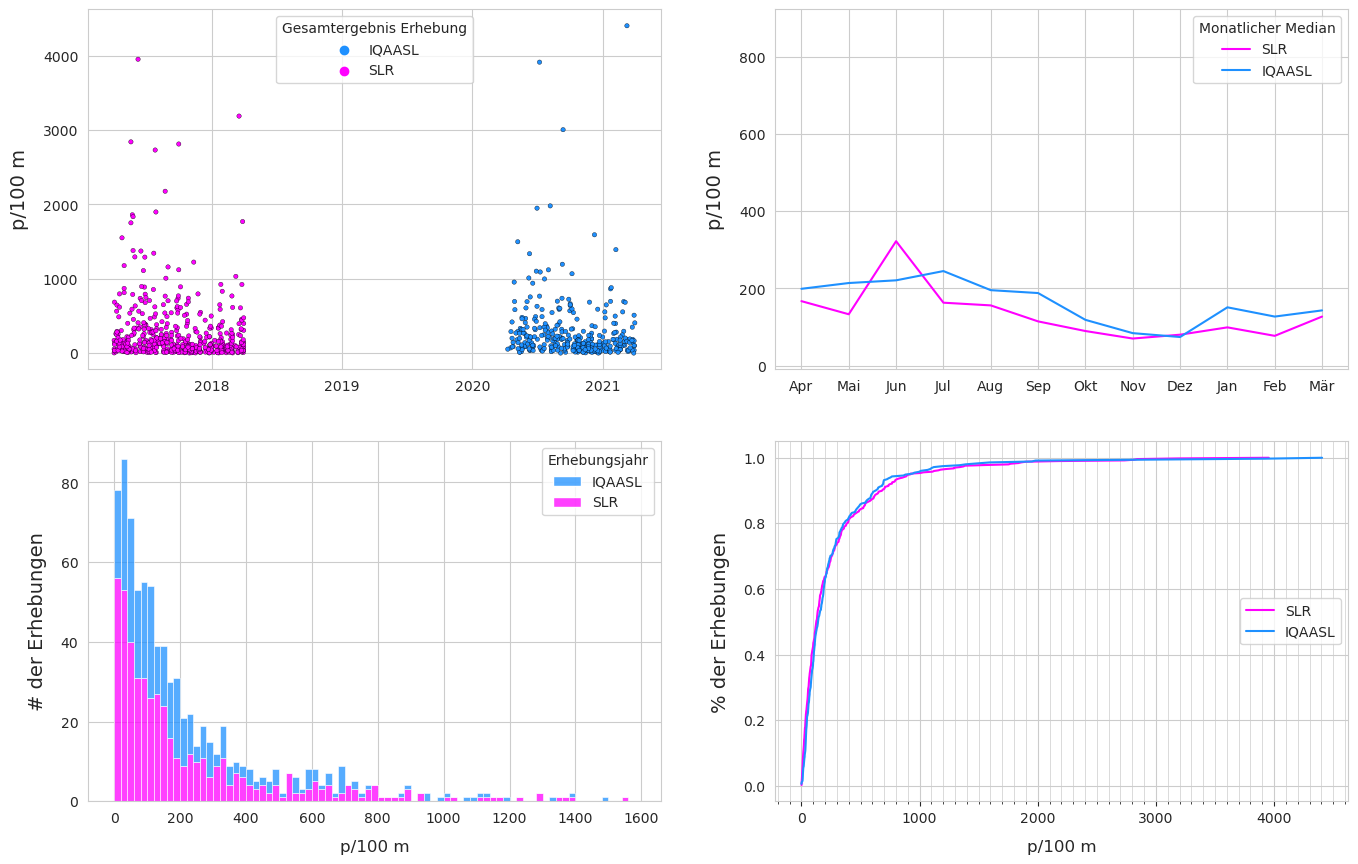 Gesamtergebnis Erhebung
IQAASL
SLR
4000
3000
2000
1000
0
p/100 m
2018 2019 2020 2021
Monatlicher Median
SLR
IQAASL
800
600
400
200
0
p/100 m
Apr Mai Jun Jul Aug Sep Okt Nov Dez Jan Feb Mär
Erhebungsjahr
IQAASL
SLR
80
60
40
20
0
# der Erhebungen
0 200 400 600 800 1000 1200 1400 1600
p/100 m
1.0
0.8
0.6
0.4
0.2
0.0
% der Erhebungen
SLR
IQAASL
0 1000 2000 3000 4000
p/100 m